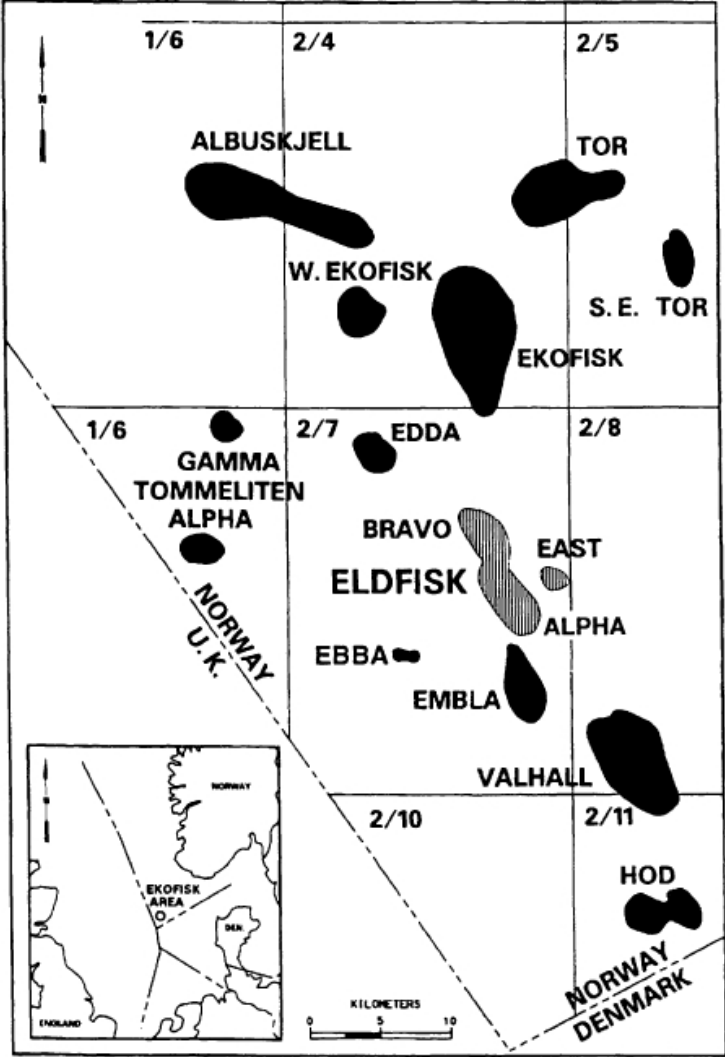 1/6
2/4
2/5
N
ALBUSKJELL
TOR
W. EKOFISK
S. E. TOR
EKOFISK
1/6
2/7
EDDA
2/8
GAMMA
TOMMELITEN
ALPHA
BRAVO
EAST
ELDFISK
ALPHA
NORWAY
U. K.
EBBA
EMBLA
VALHALL
2/10
2/11
HOD
NORWAY
DENMARK
NORWAY
EKOFISK
AREA
DEN.
ENGLAND
KILOMETERS
0 5 10